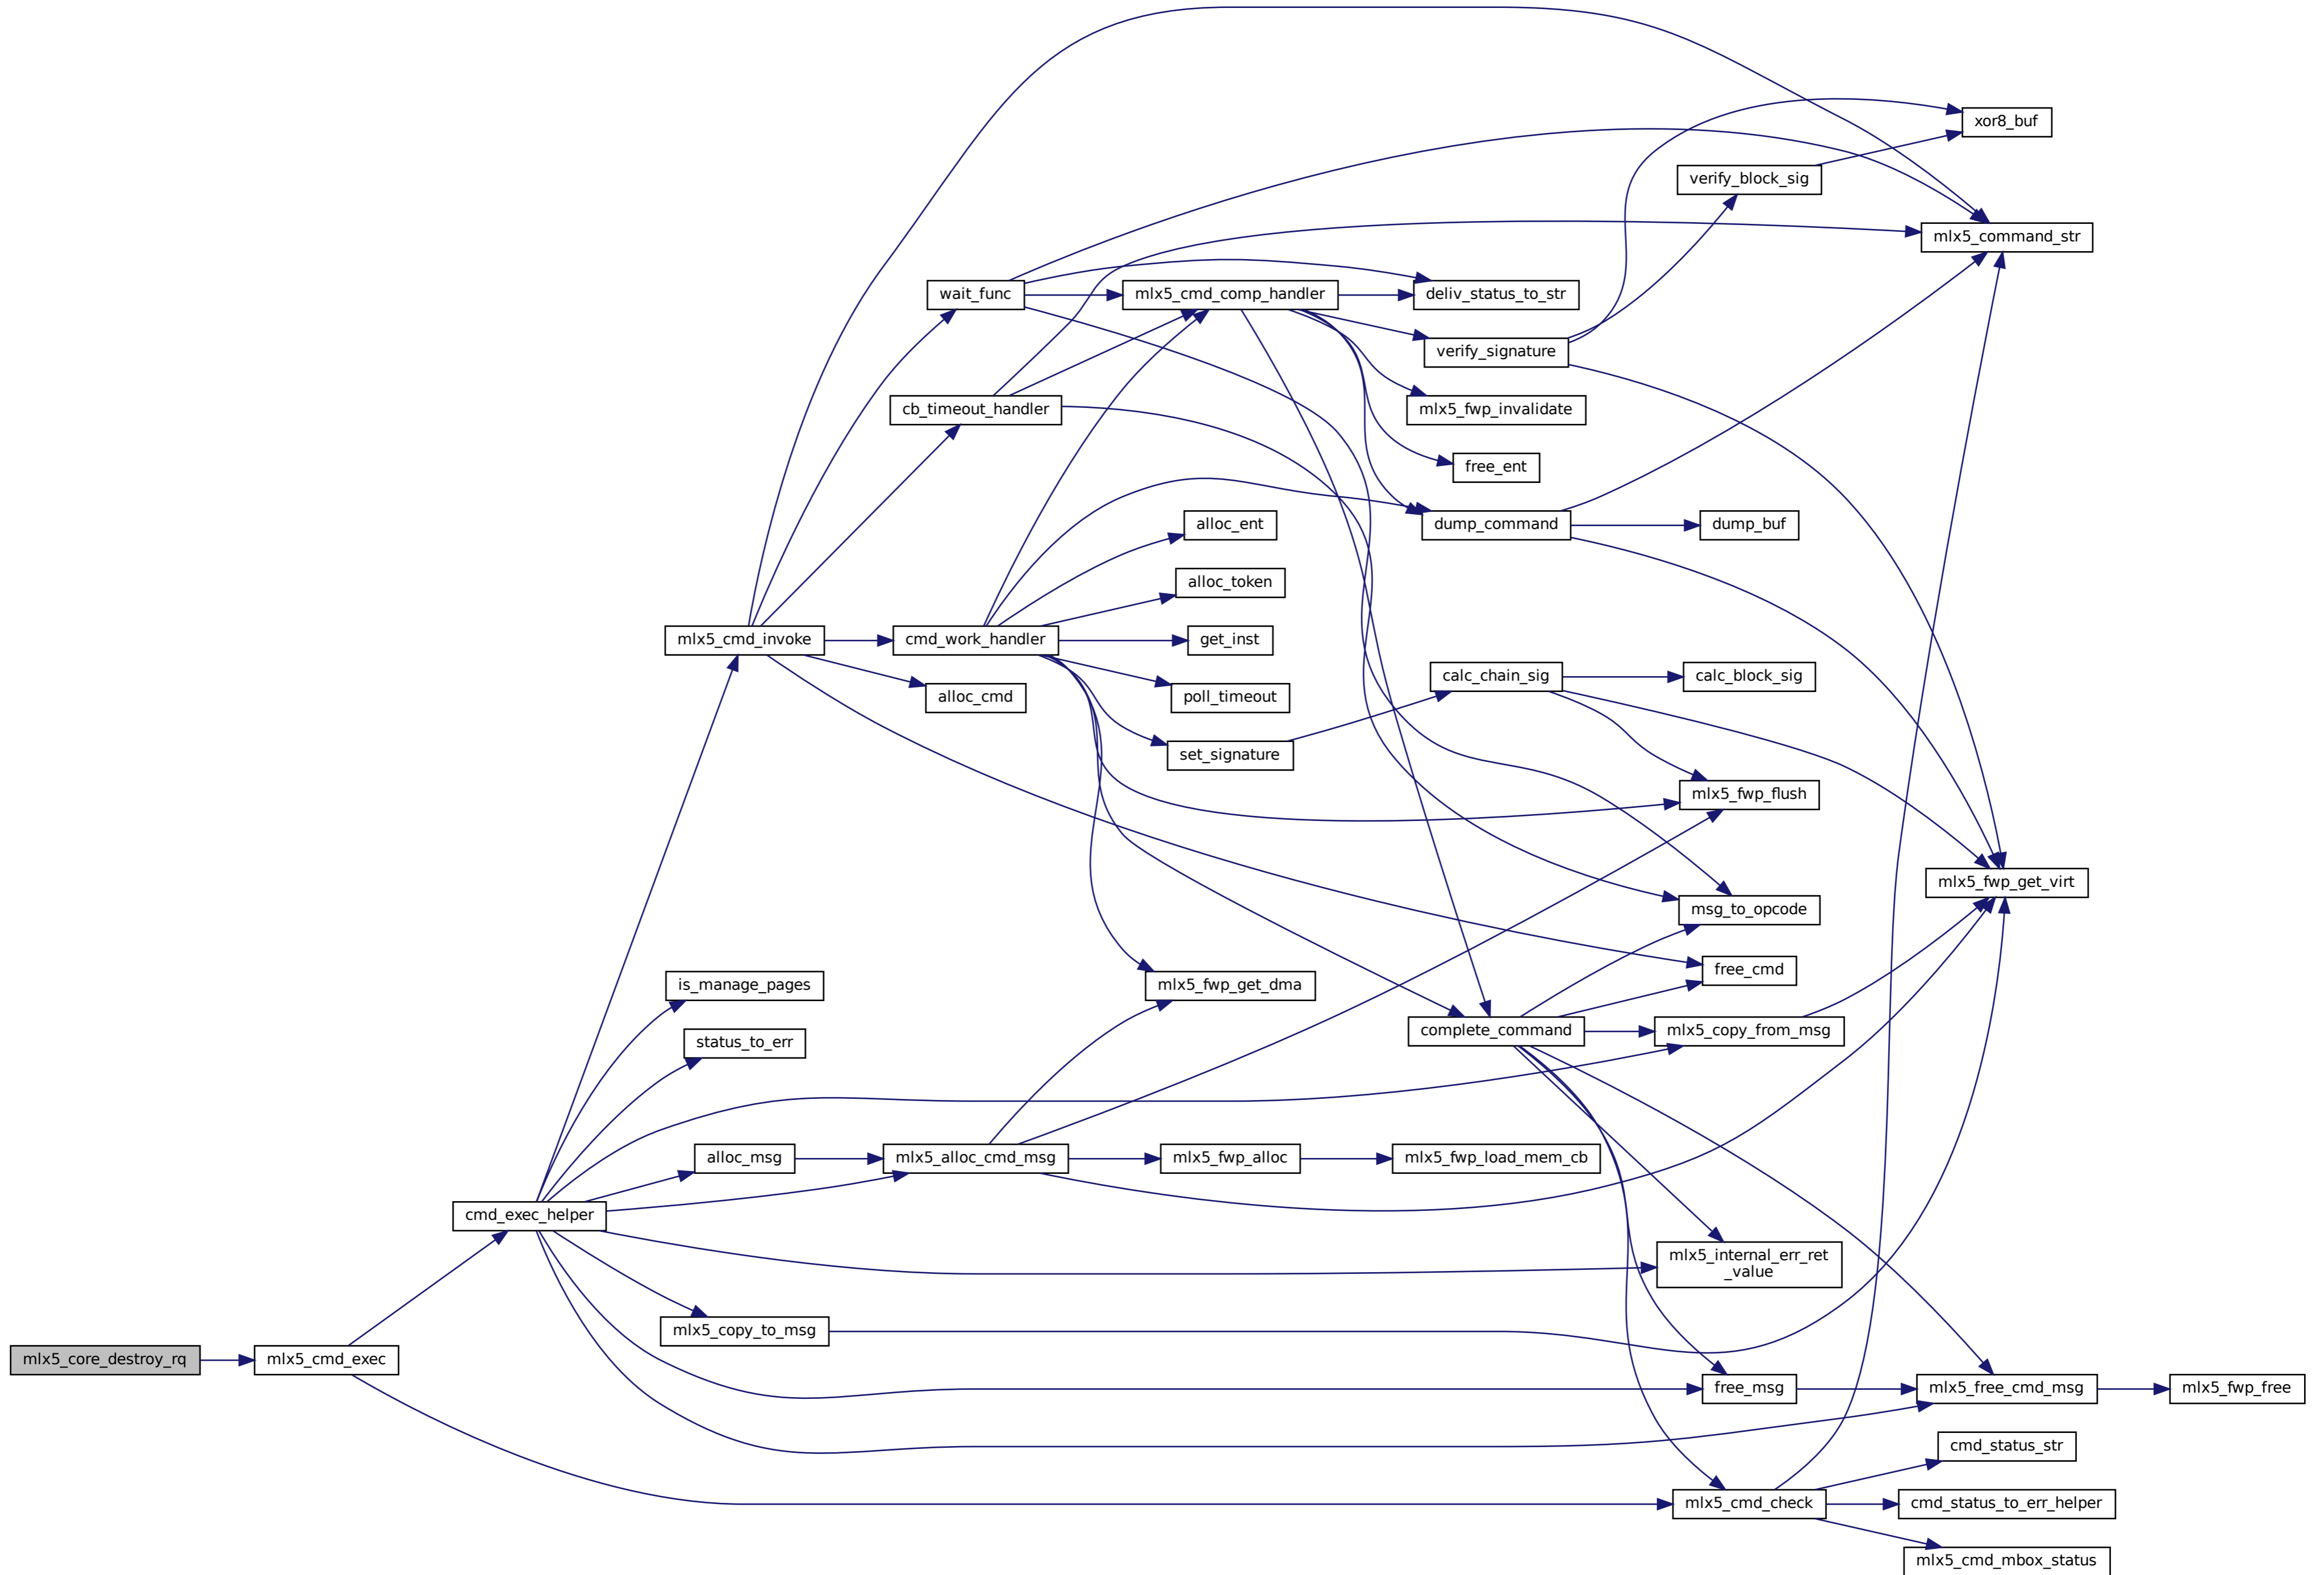 xor8_buf
verify_block_sig
mlx5_command_str
wait_func
mlx5_cmd_comp_handler
deliv_status_to_str
verify_signature
cb_timeout_handler
mlx5_fwp_invalidate
free_ent
alloc_ent
dump_command
dump_buf
alloc_token
mlx5_cmd_invoke
cmd_work_handler
get_inst
calc_chain_sig
calc_block_sig
alloc_cmd
poll_timeout
set_signature
mlx5_fwp_flush
mlx5_fwp_get_virt
msg_to_opcode
free_cmd
is_manage_pages
mlx5_fwp_get_dma
status_to_err
complete_command
mlx5_copy_from_msg
alloc_msg
mlx5_alloc_cmd_msg
mlx5_fwp_alloc
mlx5_fwp_load_mem_cb
cmd_exec_helper
mlx5_internal_err_ret
_value
mlx5_copy_to_msg
mlx5_core_destroy_rq
mlx5_cmd_exec
free_msg
mlx5_free_cmd_msg
mlx5_fwp_free
cmd_status_str
mlx5_cmd_check
cmd_status_to_err_helper
mlx5_cmd_mbox_status